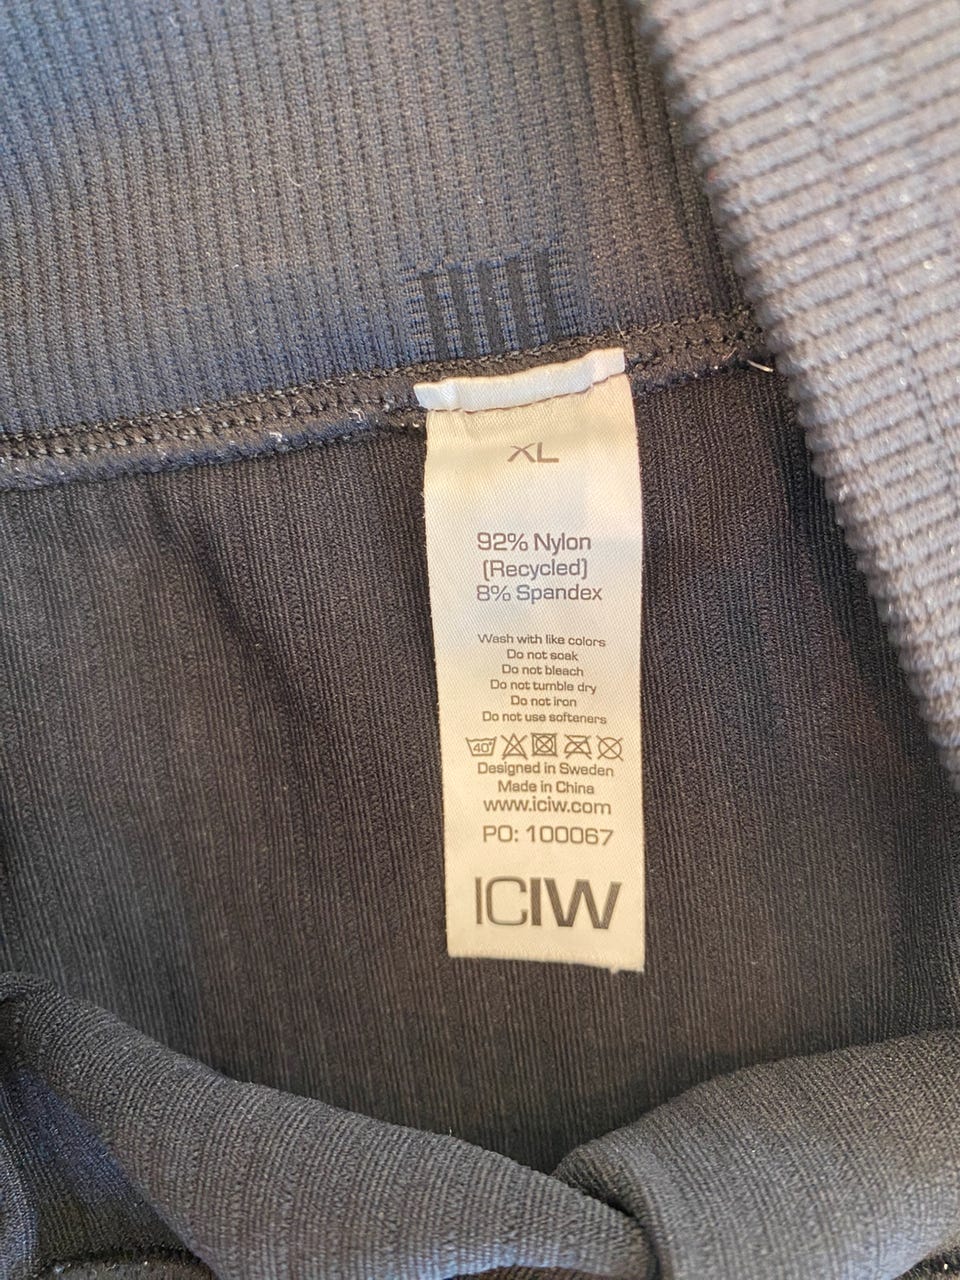 XL
92% Nylon
(Recycled)
8% Spandex
Wash with like colors
Do not soak
Do not bleach
Do not tumble dry
Do not iron
Do not use softeners
40°
Designed in Sweden
Made in China
www.iciw.com
PO: 100067
ICIW